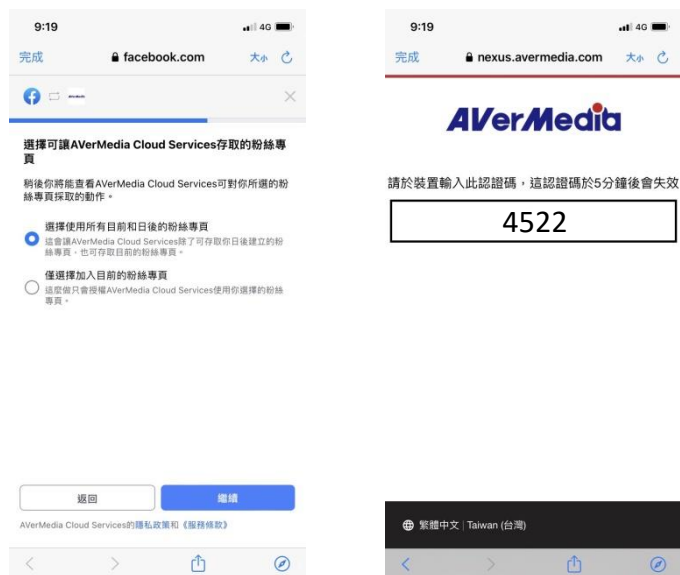 9:19
4G
完成
facebook.com
大小
選擇可讓AVerMedia Cloud Services存取的粉絲專
頁
稍後你將能查看AVerMedia Cloud Services可對你所選的粉
絲專頁採取的動作。
選擇使用所有目前和日後的粉絲專頁
這會讓AVerMedia Cloud Services除了可存取你日後建立的粉
絲專頁，也可存取目前的粉絲專頁。
僅選擇加入目前的粉絲專頁
這麼做只會授權AVerMedia Cloud Services使用你選擇的粉絲
專頁。
返回
繼續
AVerMedia Cloud Services的隱私政策和《服務條款》
9:19
4G
完成
nexus.avermedia.com
大小
AVerMedia
請於裝置輸入此認證碼，這認證碼於5分鐘後會失效
4522
繁體中文 | Taiwan (台灣)